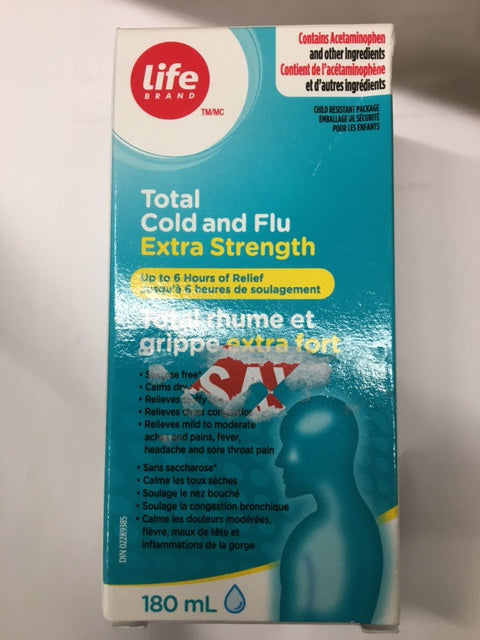 life
BRAND
TM/MC
Contains Acetaminophen
and other Ingredients
Contient de l'acétaminophène
et d'autres Ingrédients
CHILD RESISTANT PACKAGE
EMBALLAGE DE SÉCURITÉ
POUR LES ENFANTS
Total
Cold and Flu
Extra Strength
Up to 6 Hours of Relief
Jusqu'à 6 heures de soulagement
Total rhume et
grippe extra fort
• free*
• Calms
• Relieves
• Relieves chest
• Relieves mild to moderate
aches and pains, fever,
headache and sore throat pain
• Sans saccharose*
• Calme les toux sèches
• Soulage le nez bouché
• Soulage la congestion bronchique
• Calme les douleurs modérées,
fièvre, maux de tête et
inflammations de la gorge
DIN 02289385
180 mL